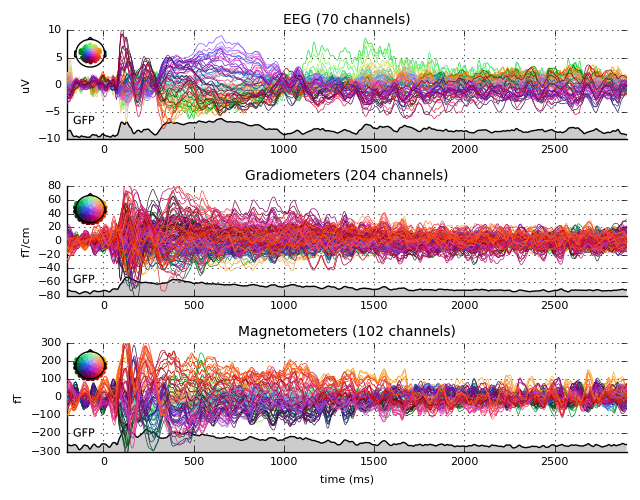 EEG (70 channels)
10
5
0
−5
−10
uV
GFP
0 500 1000 1500 2000 2500
Gradiometers (204 channels)
80
60
40
20
0
−20
−40
−60
−80
fT/cm
GFP
0 500 1000 1500 2000 2500
Magnetometers (102 channels)
300
200
100
0
−100
−200
−300
fT
GFP
0 500 1000 1500 2000 2500
time (ms)